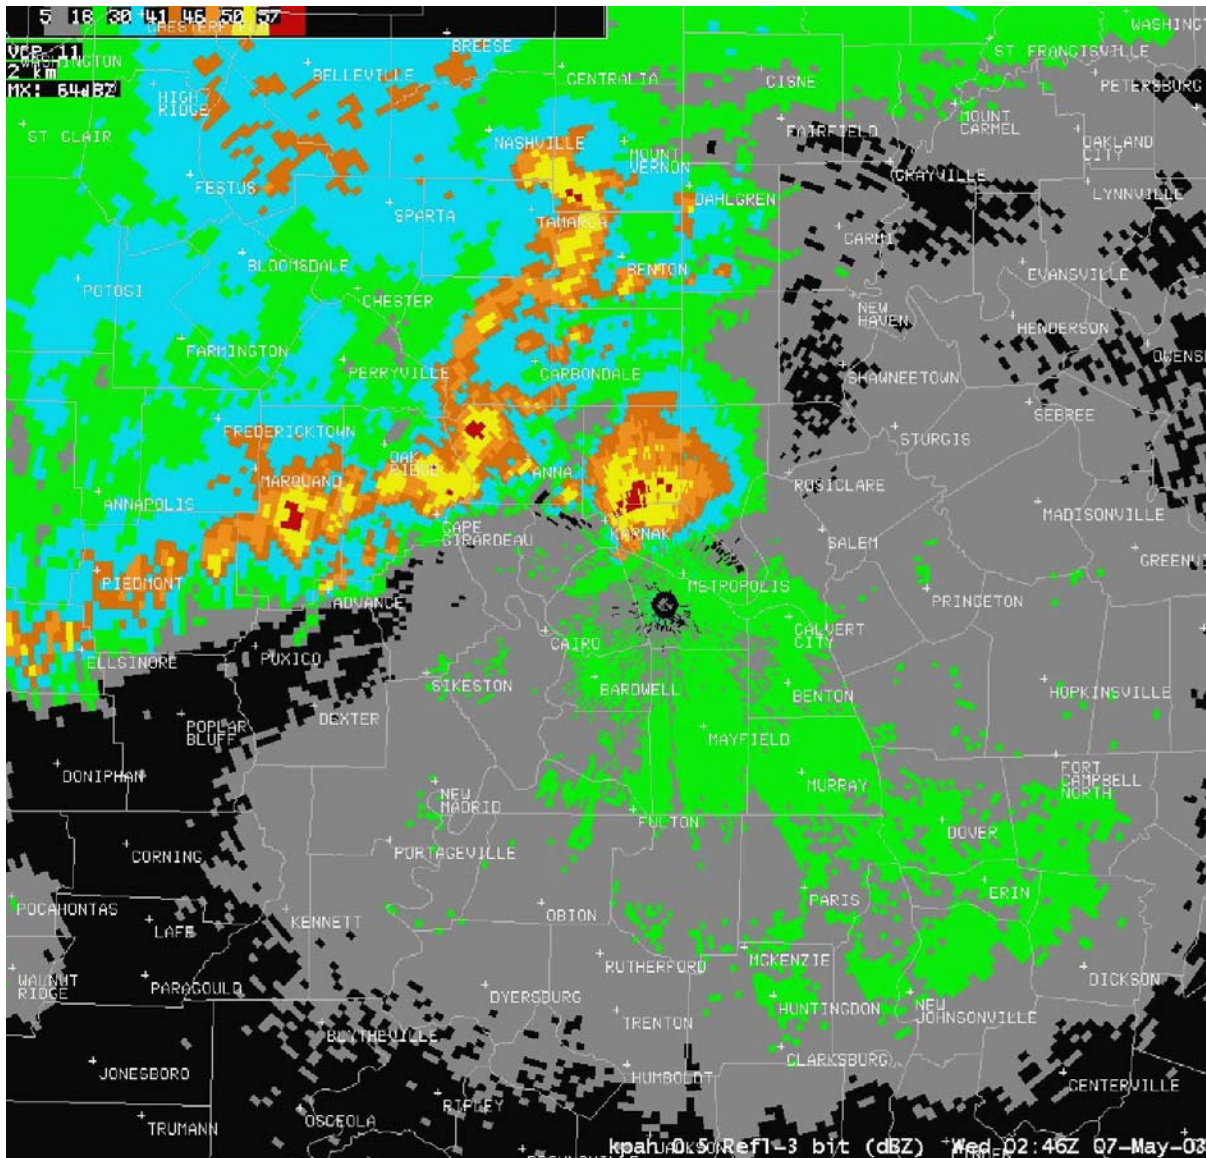 5 18 30 41 46 50 57
CHESTERFIELD
WASHINGT
BREESE
ST FRANCISVILLE
VCP 11
WASHINGTON
BELLEVILLE
CENTRALIA
CISNE
PETERSBURG
2 km
MX: 64dBZ
HIGH
RIDGE
ST CLAIR
NASHVILLE
MOUNT
VERNON
FAIRFIELD
MOUNT
CARMEL
OAKLAND
CITY
FESTUS
GRAYVILLE
LYNNVILLE
SPARTA
TAMAROA
DAHLGREN
CARMI
BLOOMSDALE
BENTON
EVANSVILLE
POTOSI
CHESTER
NEW
HAVEN
HENDERSON
FARMINGTON
PERRYVILLE
CARBONDALE
SHAWNEETOWN
OWENSB
SEBREE
FREDERICKTOWN
OAK
RIDGE
ANNA
STURGIS
MARQUAND
ANNAPOLIS
ROSICLARE
CAPE
GIRARDEAU
KARNAK
SALEM
MADISONVILLE
GREENVI
PIEDMONT
METROPOLIS
PRINCETON
ADVANCE
CAIRO
CALVERT
CITY
ELLSINORE
PUXICO
SIKESTON
BARDWELL
BENTON
HOPKINSVILLE
POPLAR
BLUFF
DEXTER
MAYFIELD
DONIPHAN
NEW
MADRID
MURRAY
FORT
CAMPBELL
NORTH
FULTON
DOVER
CORNING
PORTAGEVILLE
ERIN
POCAHONTAS
LAFE
KENNETT
OBION
PARIS
WALNUT
RIDGE
PARAGOULD
RUTHERFORD
MCKENZIE
DICKSON
DYERSBURG
TRENTON
HUNTINGDON
NEW
JOHNSONVILLE
BLYTHEVILLE
JONESBORO
CLARKSBURG
HUMBOLDT
CENTERVILLE
TRUMANN
OSCEOLA
RIPLEY
JACKSON
kpah 0.5 Refl-3 bit (dBZ) Wed 02:46Z 07-May-03